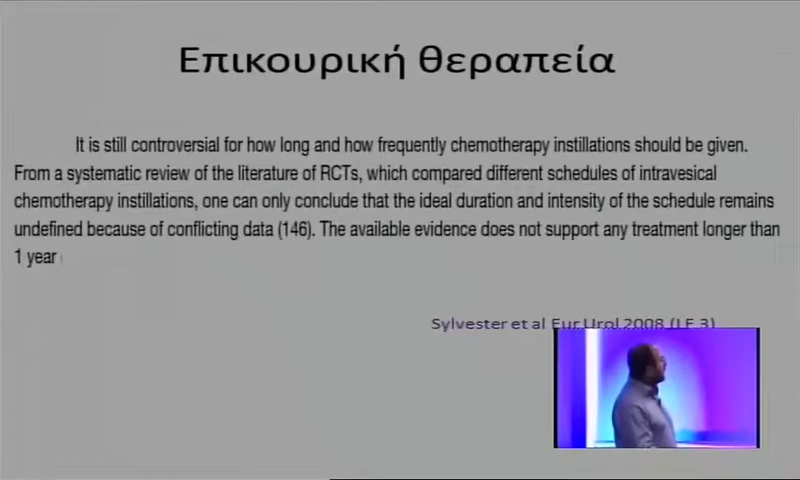 Επικουρική θεραπεία
It is still controversial for how long and how frequently chemotherapy instillations should be given.
From a systematic review of the literature of RCTs, which compared different schedules of intravesical
chemotherapy instillations, one can only conclude that the ideal duration and intensity of the schedule remains
undefined because of conflicting data (146). The available evidence does not support any treatment longer than
1 year
Sylvester et al Eur Urol 2008 (LE 3)